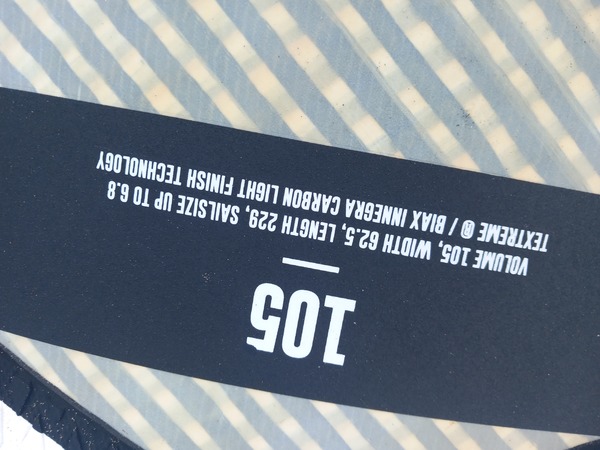 105
VOLUME 105, WIDTH 62.5, LENGTH 229, SAILSIZE UP TO 6.8
TEXTREME ® / BIAX INNEGRA CARBON LIGHT FINISH TECHNOLOGY